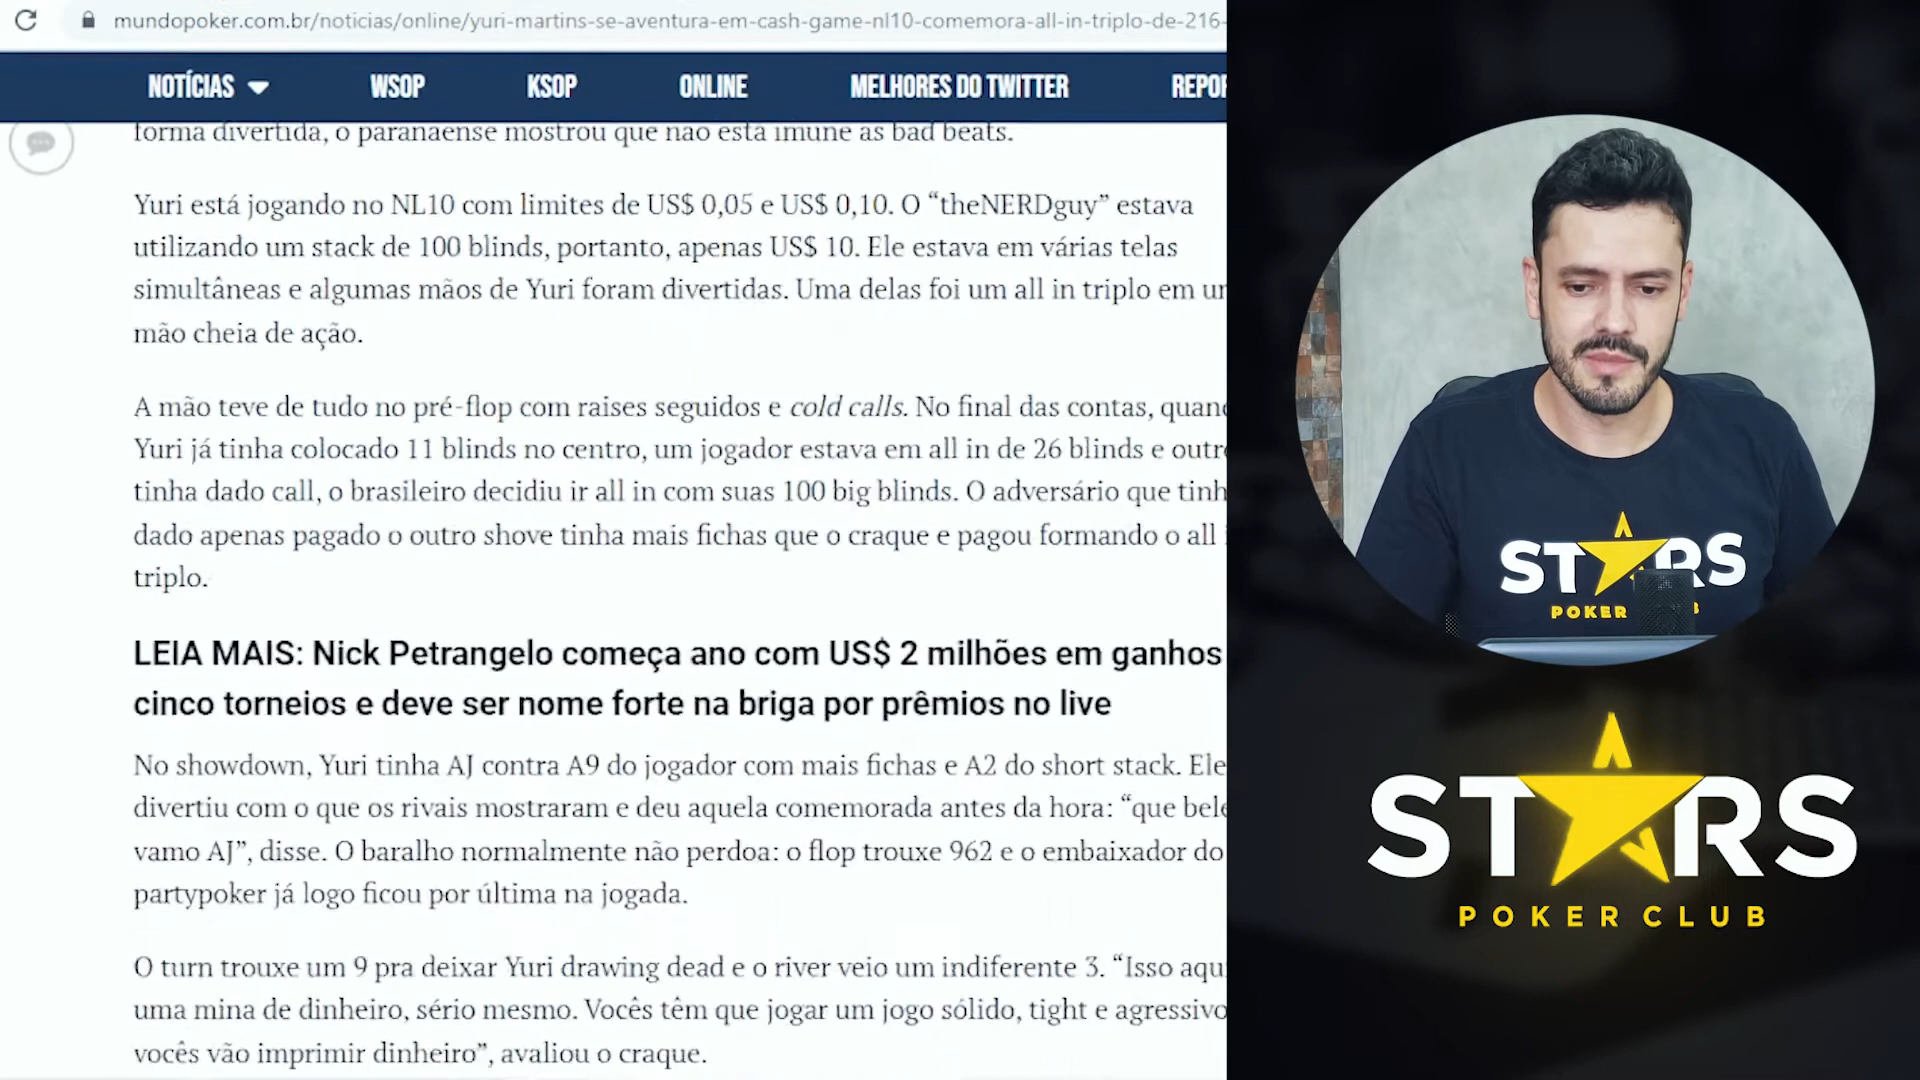 mundopoker.com.br/noticias/online/yuri-martins-se-aventura-em-cash-game-nl10-comemora-all-in-triplo-de-216-
NOTÍCIAS WSOP KSOP ONLINE MELHORES DO TWITTER
forma divertida, o paranaense mostrou que não está imune às bad beats.
Yuri está jogando no NL10 com limites de US$ 0,05 e US$ 0,10. O “theNERDguy” estava
utilizando um stack de 100 blinds, portanto, apenas US$ 10. Ele estava em várias telas
simultâneas e algumas mãos de Yuri foram divertidas. Uma delas foi um all in triplo em
mão cheia de ação.
A mão teve de tudo no pré-flop com raises seguidos e cold calls. No final das contas,
Yuri já tinha colocado 11 blinds no centro, um jogador estava em all in de 26 blinds e
tinha dado call, o brasileiro decidiu ir all in com suas 100 big blinds. O adversário que
dado apenas pagado o outro shove tinha mais fichas que o craque e pagou formando o all
triplo.
LEIA MAIS: Nick Petrangelo começa ano com US$ 2 milhões em ganhos
cinco torneios e deve ser nome forte na briga por prêmios no live
No showdown, Yuri tinha AJ contra A9 do jogador com mais fichas e A2 do short stack. Ele
divertiu com o que os rivais mostraram e deu aquela comemorada antes da hora: “que
vamo AJ”, disse. O baralho normalmente não perdoa: o flop trouxe 962 e o embaixador do
partypoker já logo ficou por última na jogada.
O turn trouxe um 9 pra deixar Yuri drawing dead e o river veio um indiferente 3. “Isso
uma mina de dinheiro, sério mesmo. Vocês têm que jogar um jogo sólido, tight e agressivo
vocês vão imprimir dinheiro”, avaliou o craque.
STARS
POKER
STARS
POKER CLUB